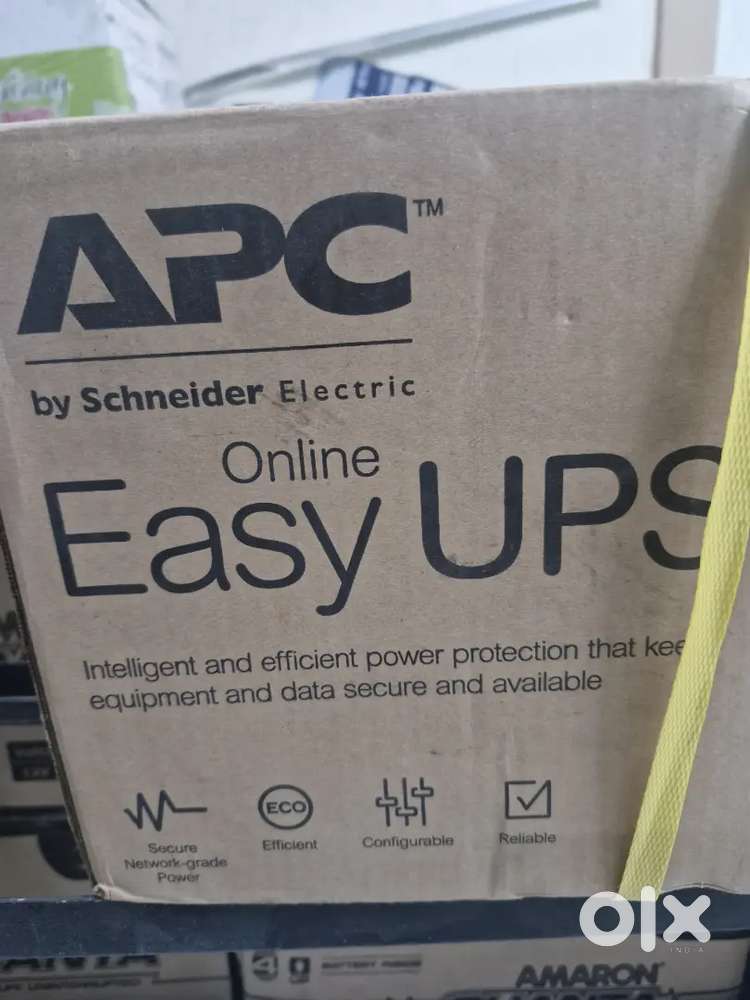 APC™
by Schneider Electric
Online
Easy UPS
Intelligent and efficient power protection that kee
equipment and data secure and available
Secure
Network-grade
Power
ECO
Efficient
Configurable
Reliable
olx
INDIA
AMARON